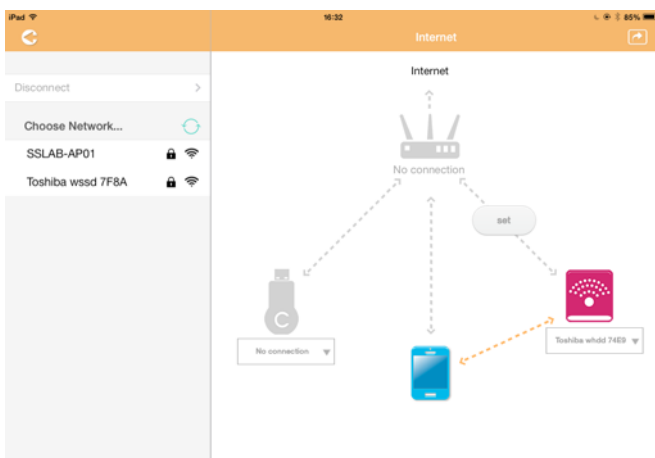 iPad 16:32 85%
Internet
Disconnect
Choose Network...
SSLAB-AP01
Toshiba wssd 7F8A
Internet
No connection
set
C
No connection
Toshiba whdd 74E9